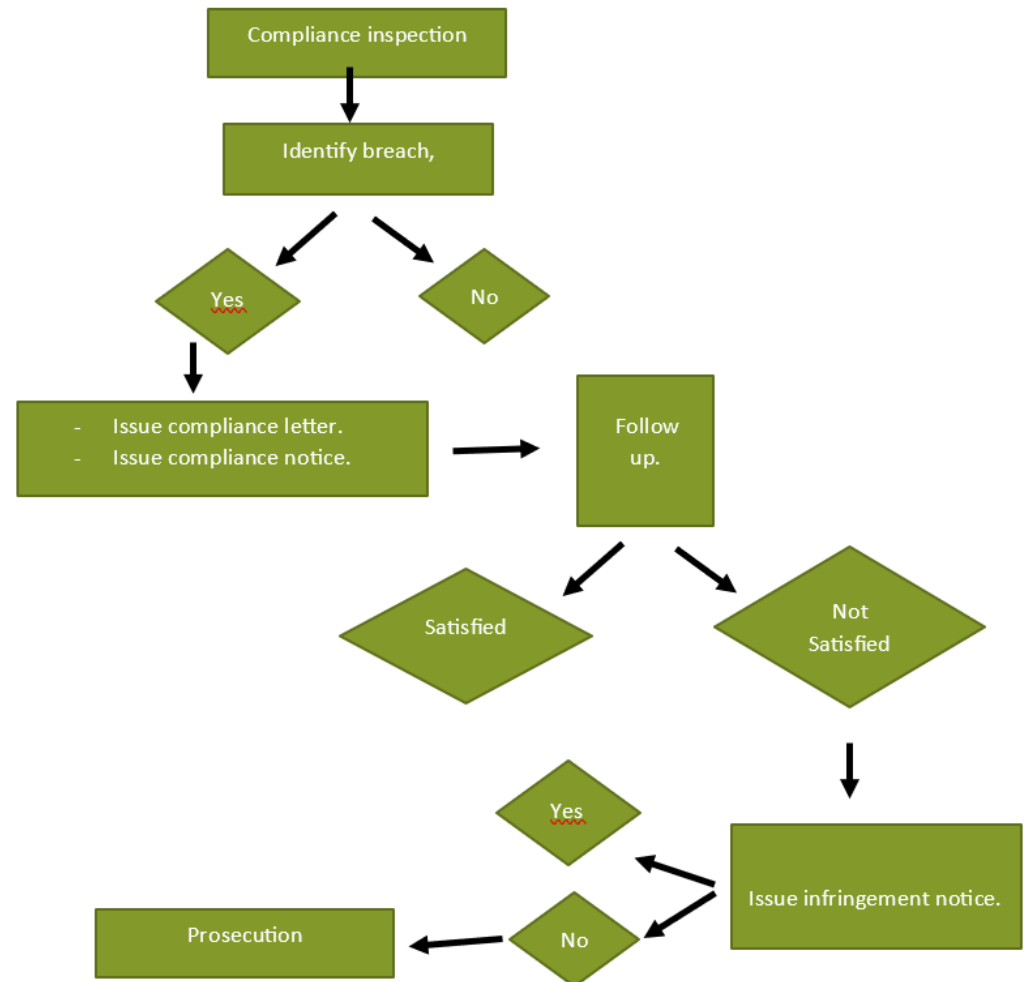 Compliance inspection
Identify breach,
Yes
No
- Issue compliance letter.
- Issue compliance notice.
Follow
up.
Satisfied
Not
Satisfied
Issue infringement notice.
Yes
No
Prosecution